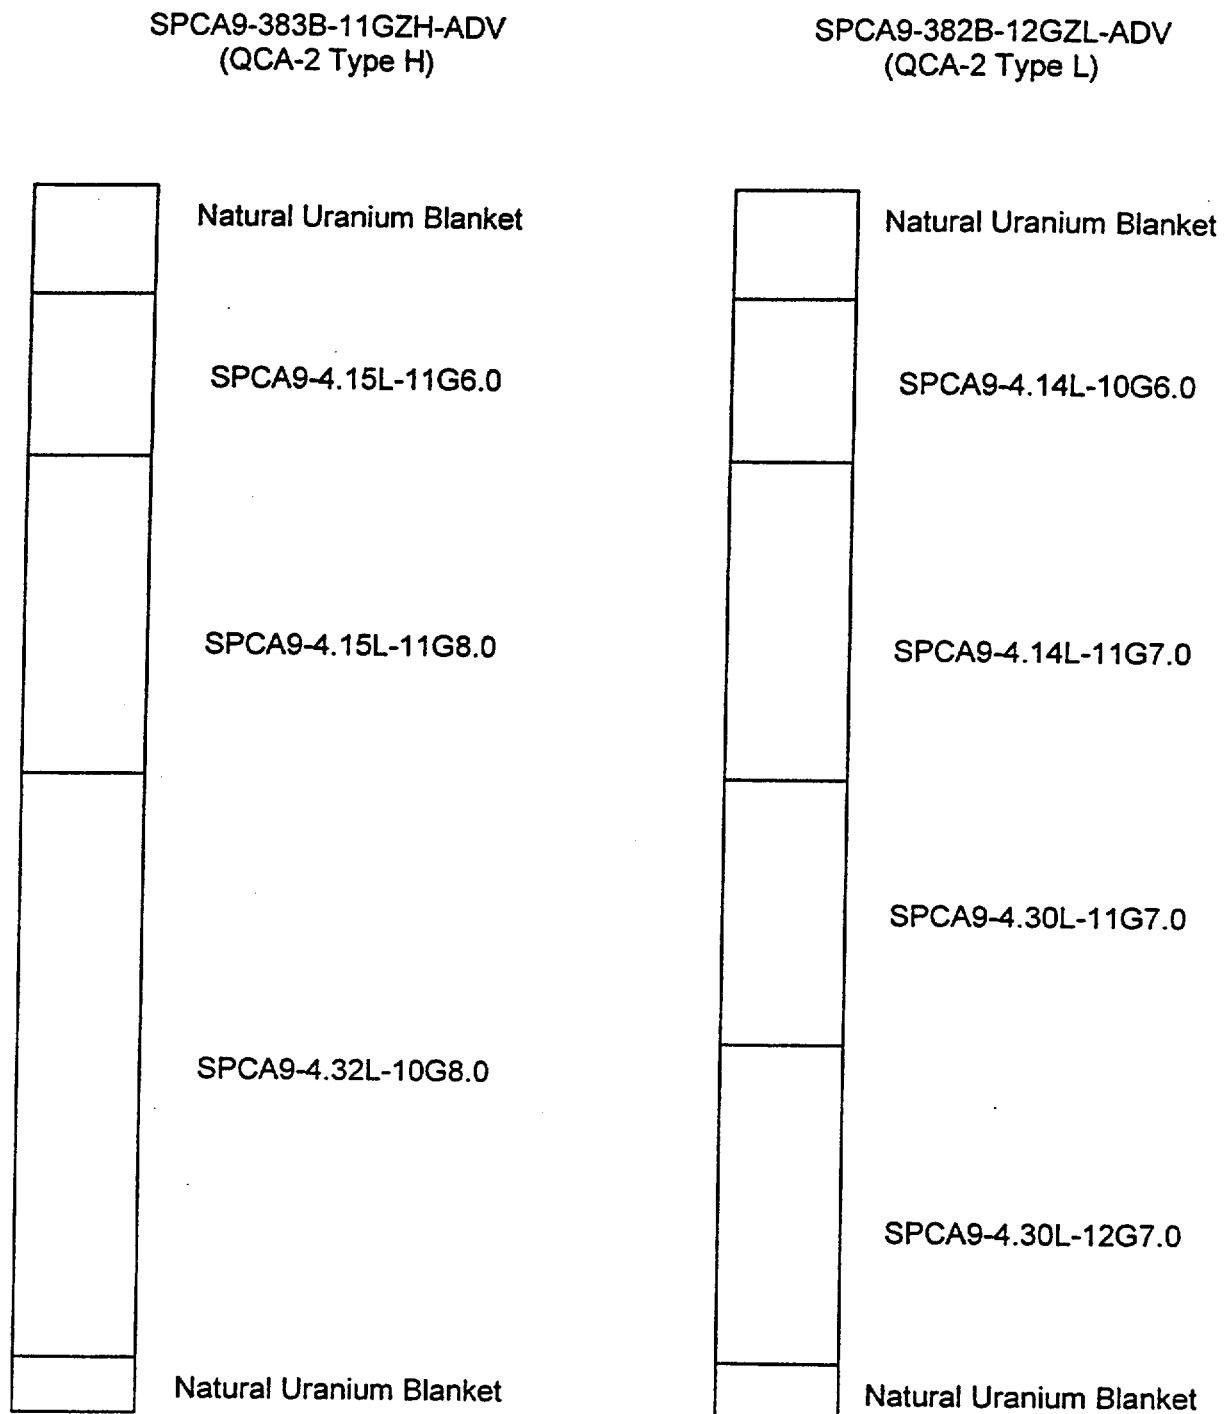 SPCA9-383B-11GZH-ADV
(QCA-2 Type H)
Natural Uranium Blanket
SPCA9-4.15L-11G6.0
SPCA9-4.15L-11G8.0
SPCA9-4.32L-10G8.0
Natural Uranium Blanket
SPCA9-382B-12GZL-ADV
(QCA-2 Type L)
Natural Uranium Blanket
SPCA9-4.14L-10G6.0
SPCA9-4.14L-11G7.0
SPCA9-4.30L-11G7.0
SPCA9-4.30L-12G7.0
Natural Uranium Blanket